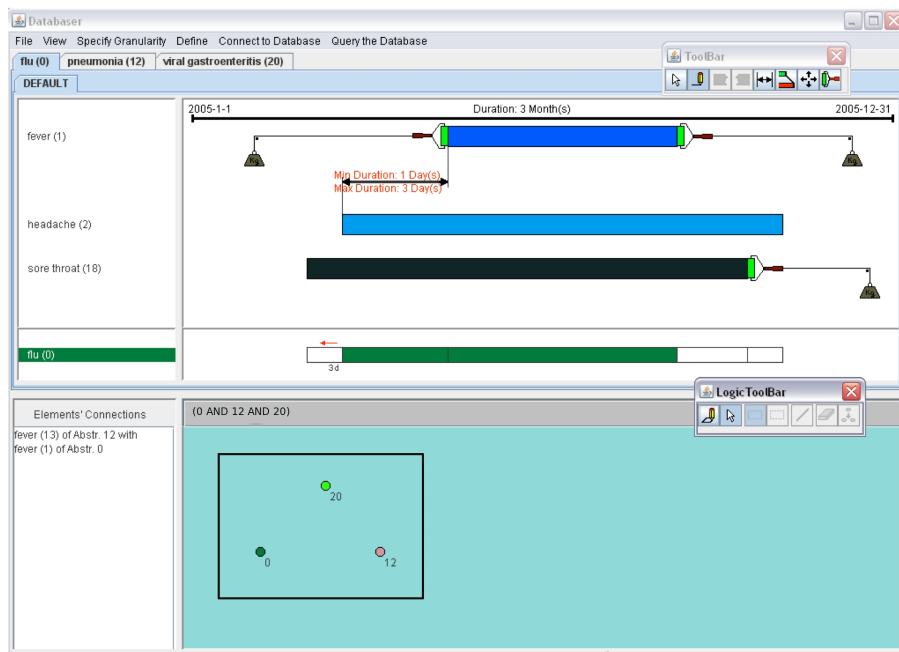 Databaser
File View Specify Granularity Define Connect to Database Query the Database
flu (0) pneumonia (12) viral gastroenteritis (20)
ToolBar
DEFAULT
2005-1-1 Duration: 3 Month(s) 2005-12-31
fever (1)
Kg Kg
Min Duration: 1 Day(s)
Max Duration: 3 Day(s)
headache (2)
sore throat (18)
Kg
flu (0)
3d
LogicToolBar
Elements' Connections
(0 AND 12 AND 20)
fever (13) of Abstr. 12 with
fever (1) of Abstr. 0
20
0
12